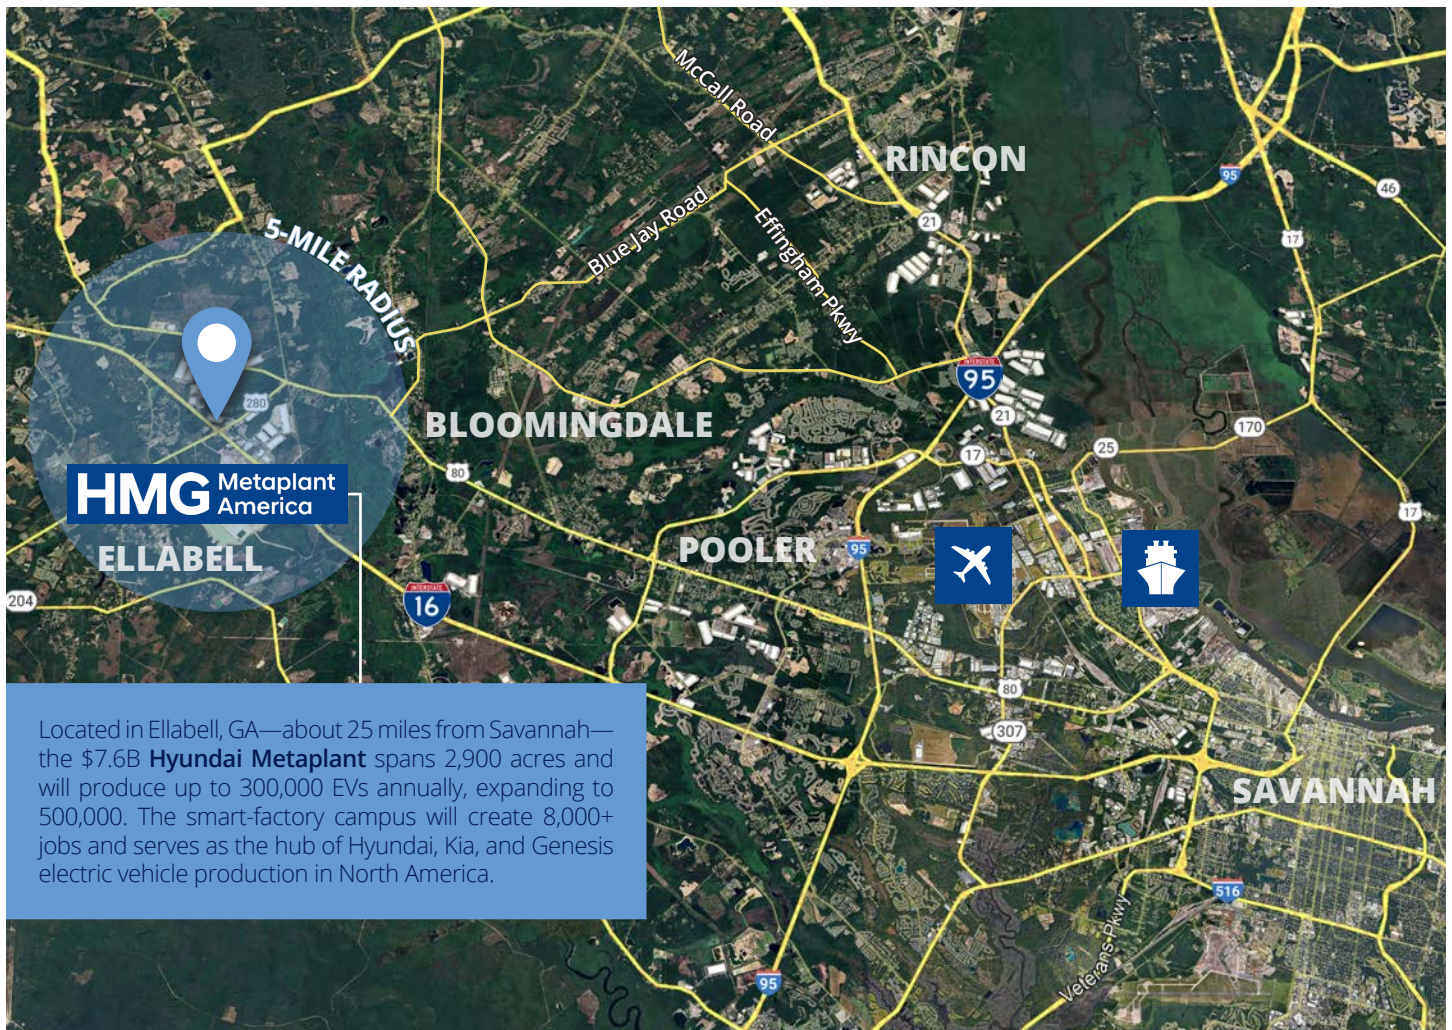 McCall Road
RINCON
95
46
Blue Jay Road
21
5-MILE RADIUS
Effingham Pkwy
17
INTERSTATE
95
280
21
BLOOMINGDALE
170
25
17
80
HMG Metaplant
America
17
POOLER
95
ELLABELL
INTERSTATE
16
204
80
307
Located in Ellabell, GA—about 25 miles from Savannah—
the $7.6B Hyundai Metaplant spans 2,900 acres and
will produce up to 300,000 EVs annually, expanding to
500,000. The smart-factory campus will create 8,000+
jobs and serves as the hub of Hyundai, Kia, and Genesis
electric vehicle production in North America.
SAVANNAH
516
Veterans Pkwy
95